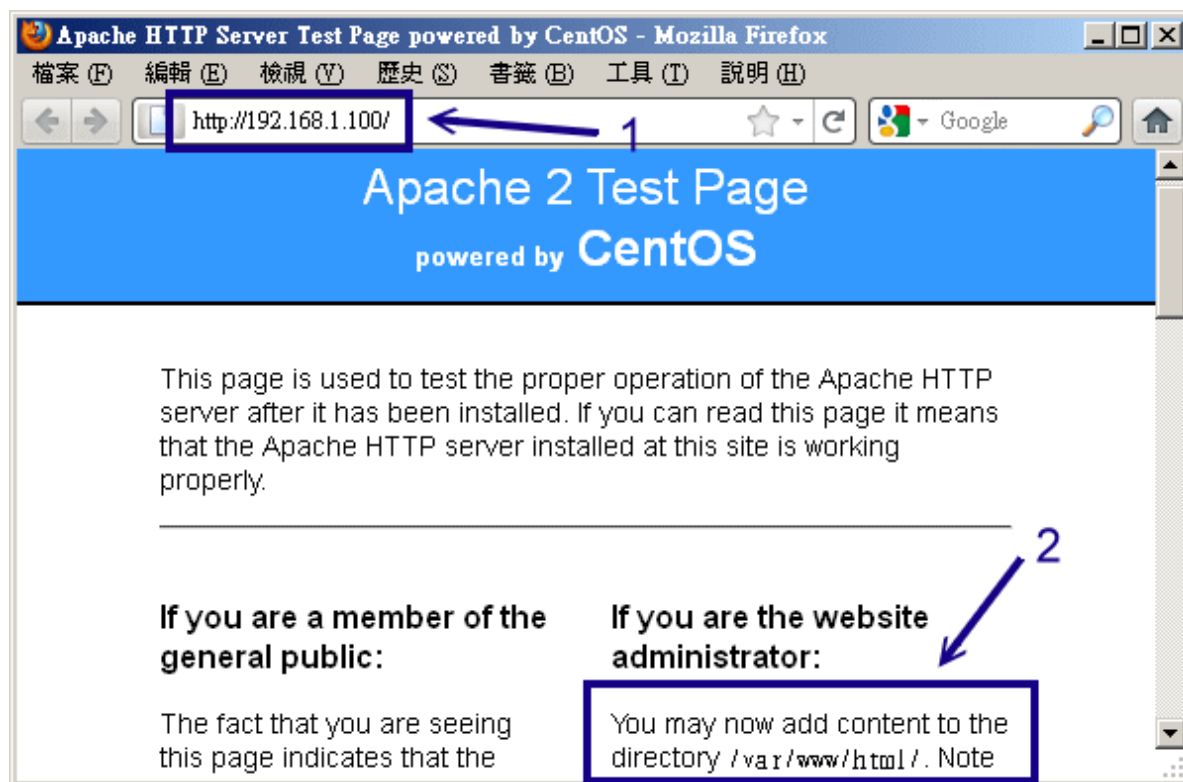 Apache HTTP Server Test Page powered by CentOS - Mozilla Firefox
檔案 (F) 編輯 (E) 檢視 (V) 歷史 (S) 書籤 (B) 工具 (T) 說明 (H)
http://192.168.1.100/
Google
1
Apache 2 Test Page
powered by CentOS
This page is used to test the proper operation of the Apache HTTP
server after it has been installed. If you can read this page it means
that the Apache HTTP server installed at this site is working
properly.
2
If you are a member of the
general public:
The fact that you are seeing
this page indicates that the
If you are the website
administrator:
You may now add content to the
directory /var/www/html/. Note